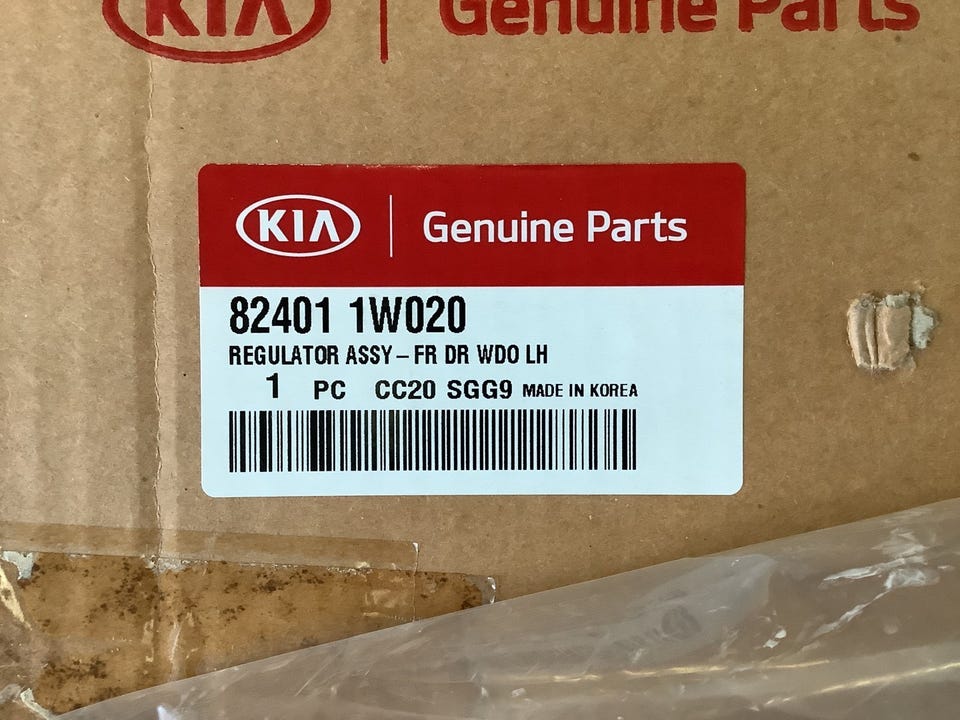 KIA Genuine Parts
KIA Genuine Parts
82401 1W020
REGULATOR ASSY – FR DR WDO LH
1 PC CC20 SGG9 MADE IN KOREA